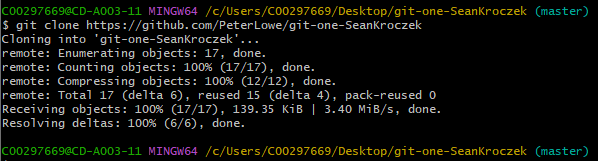 C00297669@CD-A003-11 MINGW64 /c/Users/C00297669/Desktop/git-one-SeanKroczek (master)
$ git clone https://github.com/PeterLowe/git-one-SeanKroczek
Cloning into 'git-one-SeanKroczek'...
remote: Enumerating objects: 17, done.
remote: Counting objects: 100% (17/17), done.
remote: Compressing objects: 100% (12/12), done.
remote: Total 17 (delta 6), reused 15 (delta 4), pack-reused 0
Receiving objects: 100% (17/17), 139.35 KiB | 3.40 MiB/s, done.
Resolving deltas: 100% (6/6), done.
C00297669@CD-A003-11 MINGW64 /c/Users/C00297669/Desktop/git-one-SeanKroczek (master)